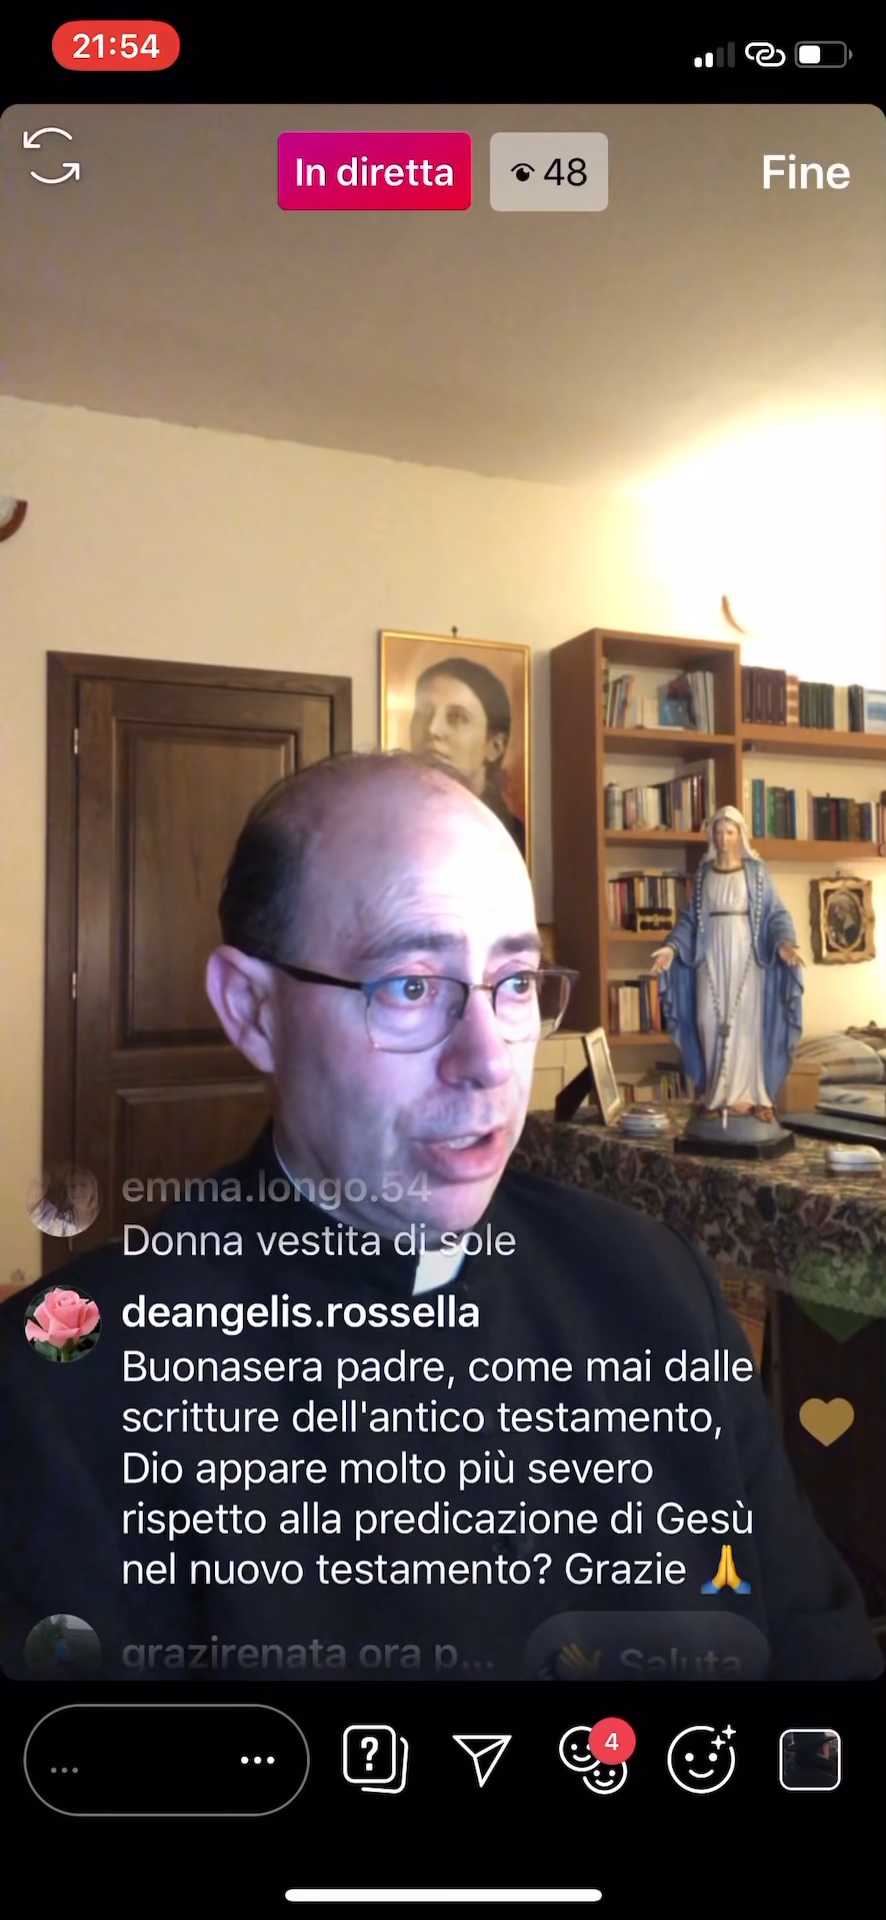 21:54
In diretta
48
Fine
emma.longo.54
Donna vestita di sole
deangelis.rossella
Buonasera padre, come mai dalle
scritture dell'antico testamento,
Dio appare molto più severo
rispetto alla predicazione di Gesù
nel nuovo testamento? Grazie 🙏
grazirenata ora p...
Saluta
...
4